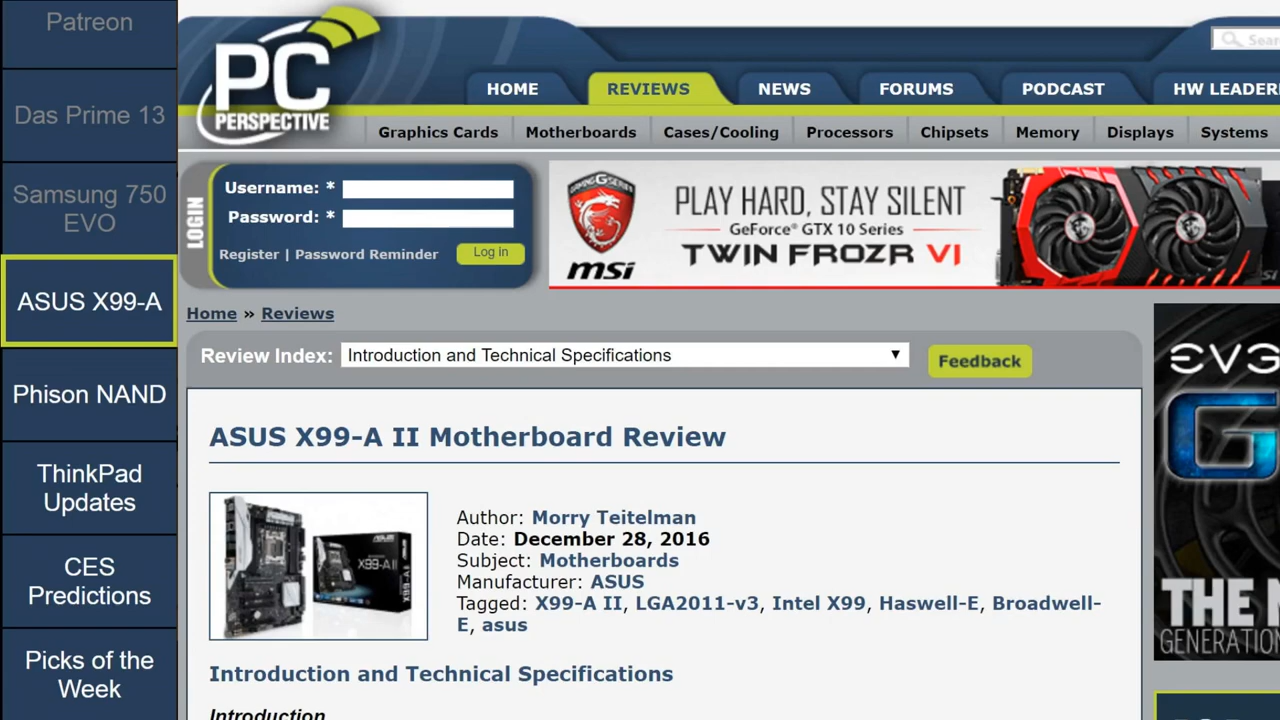 Patreon
Das Prime 13
Samsung 750
EVO
ASUS X99-A
Phison NAND
ThinkPad
Updates
CES
Predictions
Picks of the
Week
PC
PERSPECTIVE
HOME
REVIEWS
NEWS
FORUMS
PODCAST
HW LEADER
Sear
Graphics Cards
Motherboards
Cases/Cooling
Processors
Chipsets
Memory
Displays
Systems
LOGIN
Username: *
Password: *
Register | Password Reminder
Log in
GAMING G SERIES
msi
PLAY HARD, STAY SILENT
GeForce® GTX 10 Series
TWIN FROZR VI
Home » Reviews
Review Index:
Introduction and Technical Specifications
Feedback
ASUS X99-A II Motherboard Review
Author: Morry Teitelman
Date: December 28, 2016
Subject: Motherboards
Manufacturer: ASUS
Tagged: X99-A II, LGA2011-v3, Intel X99, Haswell-E, Broadwell-
E, asus
X99-A II
Introduction and Technical Specifications
Introduction
EVG
G
THE N
GENERATION